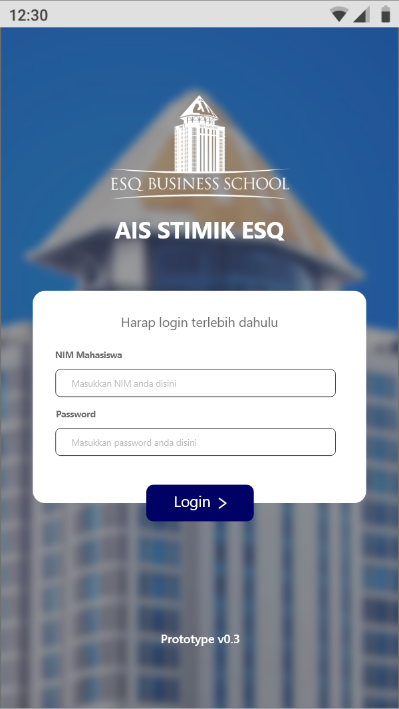 12:30
ESQ BUSINESS SCHOOL
AIS STIMIK ESQ
Harap login terlebih dahulu
NIM Mahasiswa
Masukkan NIM anda disini
Password
Masukkan password anda disini
Login
Prototype v0.3